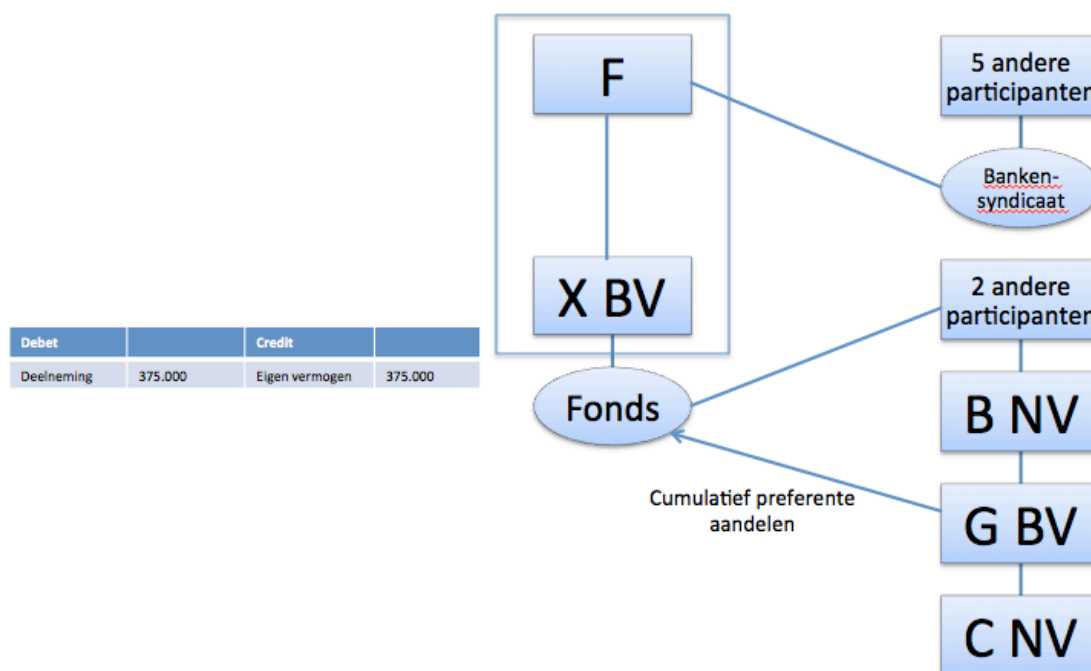 F
5 andere
participanten
Banken-
syndicaat
X BV
2 andere
participanten
Debet Credit
Deelneming 375.000 Eigen vermogen 375.000
Fonds
B NV
Cumulatief preferente
aandelen
G BV
C NV